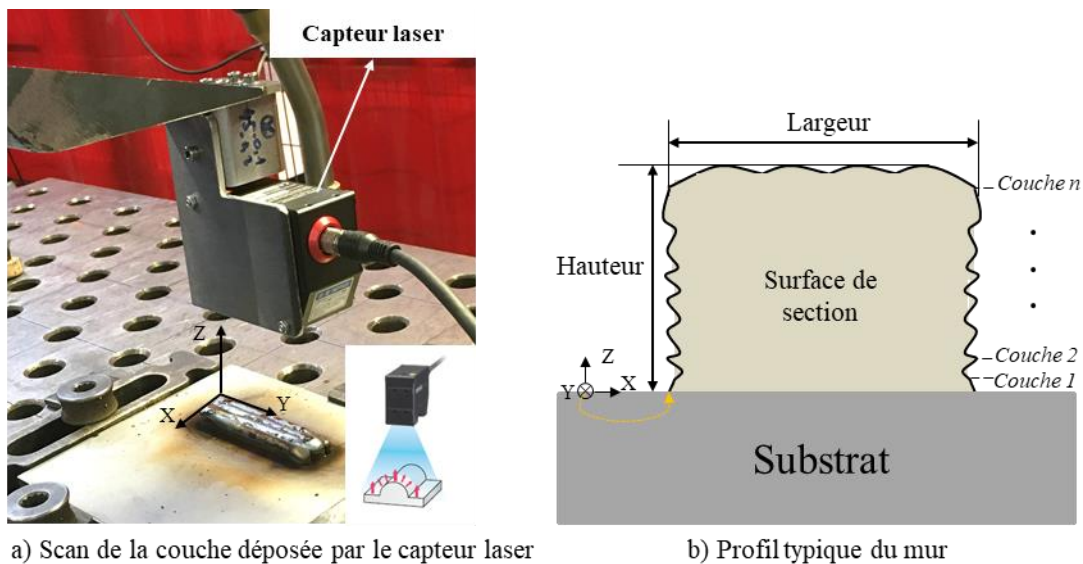 Capteur laser
Z
X
Y
a) Scan de la couche déposée par le capteur laser
Largeur
Couche n
Hauteur
Surface de
section
Couche 2
Couche 1
Z
Y
X
Substrat
b) Profil typique du mur